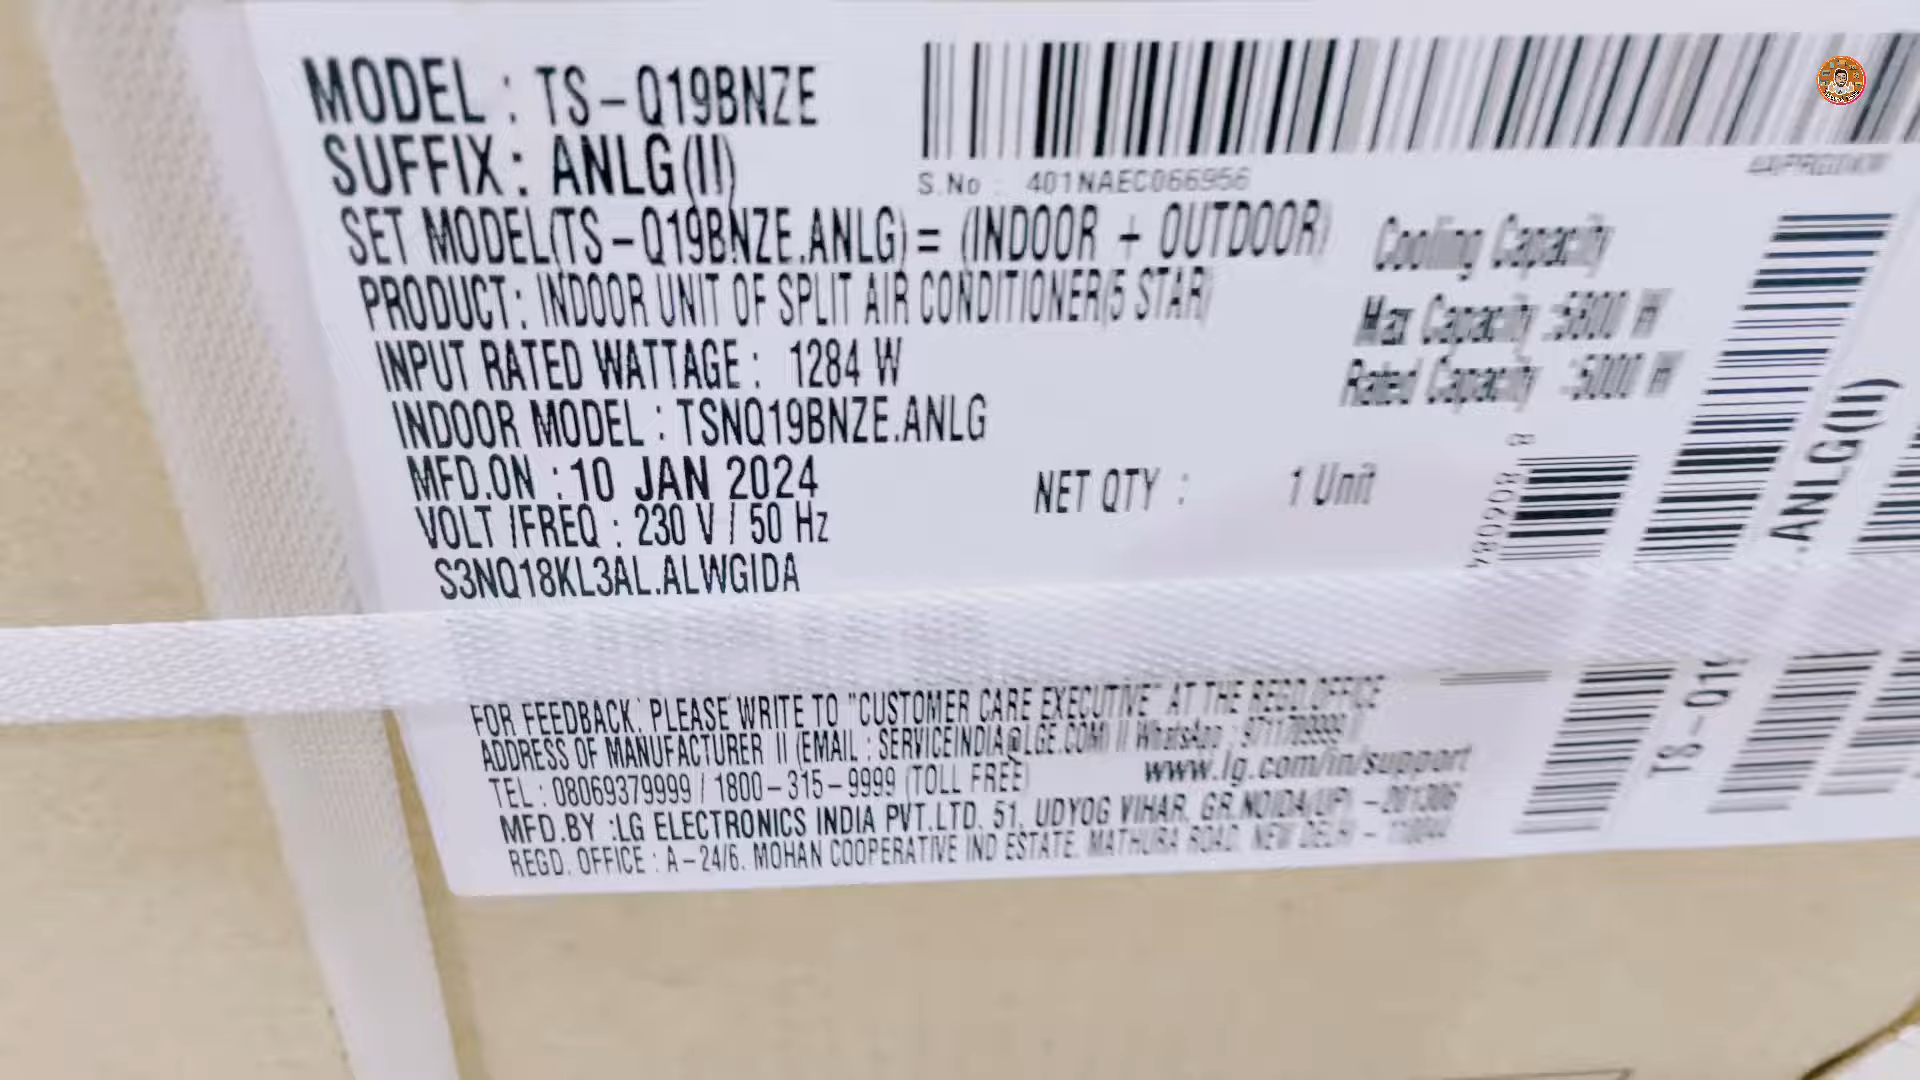 MODEL : TS-Q19BNZE
SUFFIX : ANLG(II)
S.No : 401NAEC066956
SET MODEL(TS-Q19BNZE.ANLG) = (INDOOR + OUTDOOR)
PRODUCT : INDOOR UNIT OF SPLIT AIR CONDITIONER(5 STAR)
INPUT RATED WATTAGE : 1284 W
INDOOR MODEL : TSNQ19BNZE.ANLG
MFD.ON : 10 JAN 2024
VOLT /FREQ : 230 V / 50 Hz
S3NQ18KL3AL.ALWGIDA
Cooling Capacity
Max Capacity :5800 W
Rated Capacity :5000 W
NET QTY : 1 Unit
.ANLG(II)
TS-Q19
FOR FEEDBACK, PLEASE WRITE TO "CUSTOMER CARE EXECUTIVE" AT THE REGD.OFFICE
ADDRESS OF MANUFACTURER II (EMAIL : SERVICEINDIA@LGE.COM) II WhatsApp : 9711709999 II
TEL : 08069379999 / 1800-315-9999 (TOLL FREE)
www.lg.com/in/support
MFD.BY :LG ELECTRONICS INDIA PVT.LTD. 51, UDYOG VIHAR, GR.NOIDA(UP) - 201306
REGD. OFFICE : A-24/6, MOHAN COOPERATIVE IND ESTATE, MATHURA ROAD, NEW DELHI - 110044